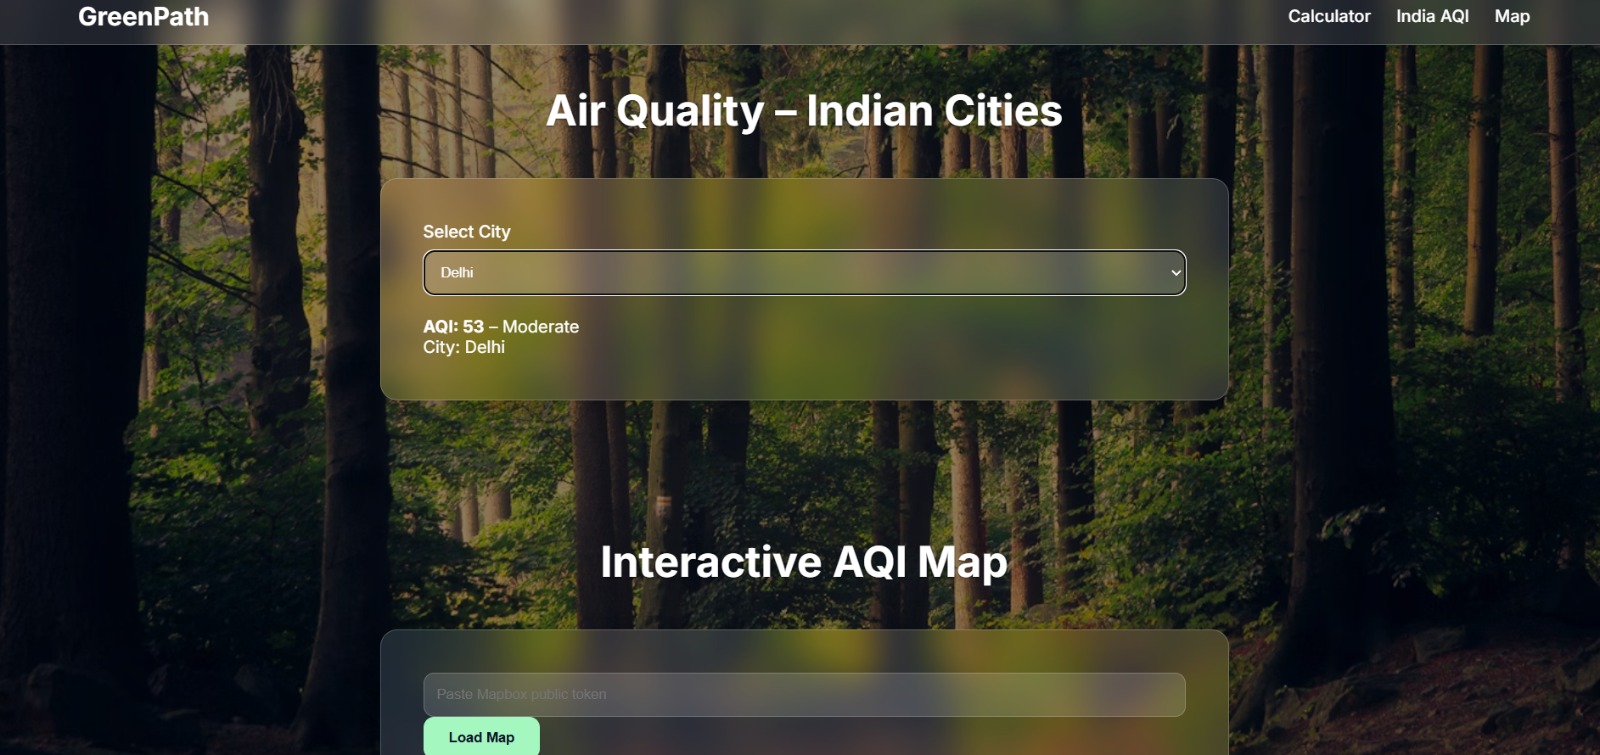 GreenPath
Calculator India AQI Map
Air Quality – Indian Cities
Select City
Delhi
AQI: 53 – Moderate
City: Delhi
Interactive AQI Map
Paste Mapbox public token
Load Map